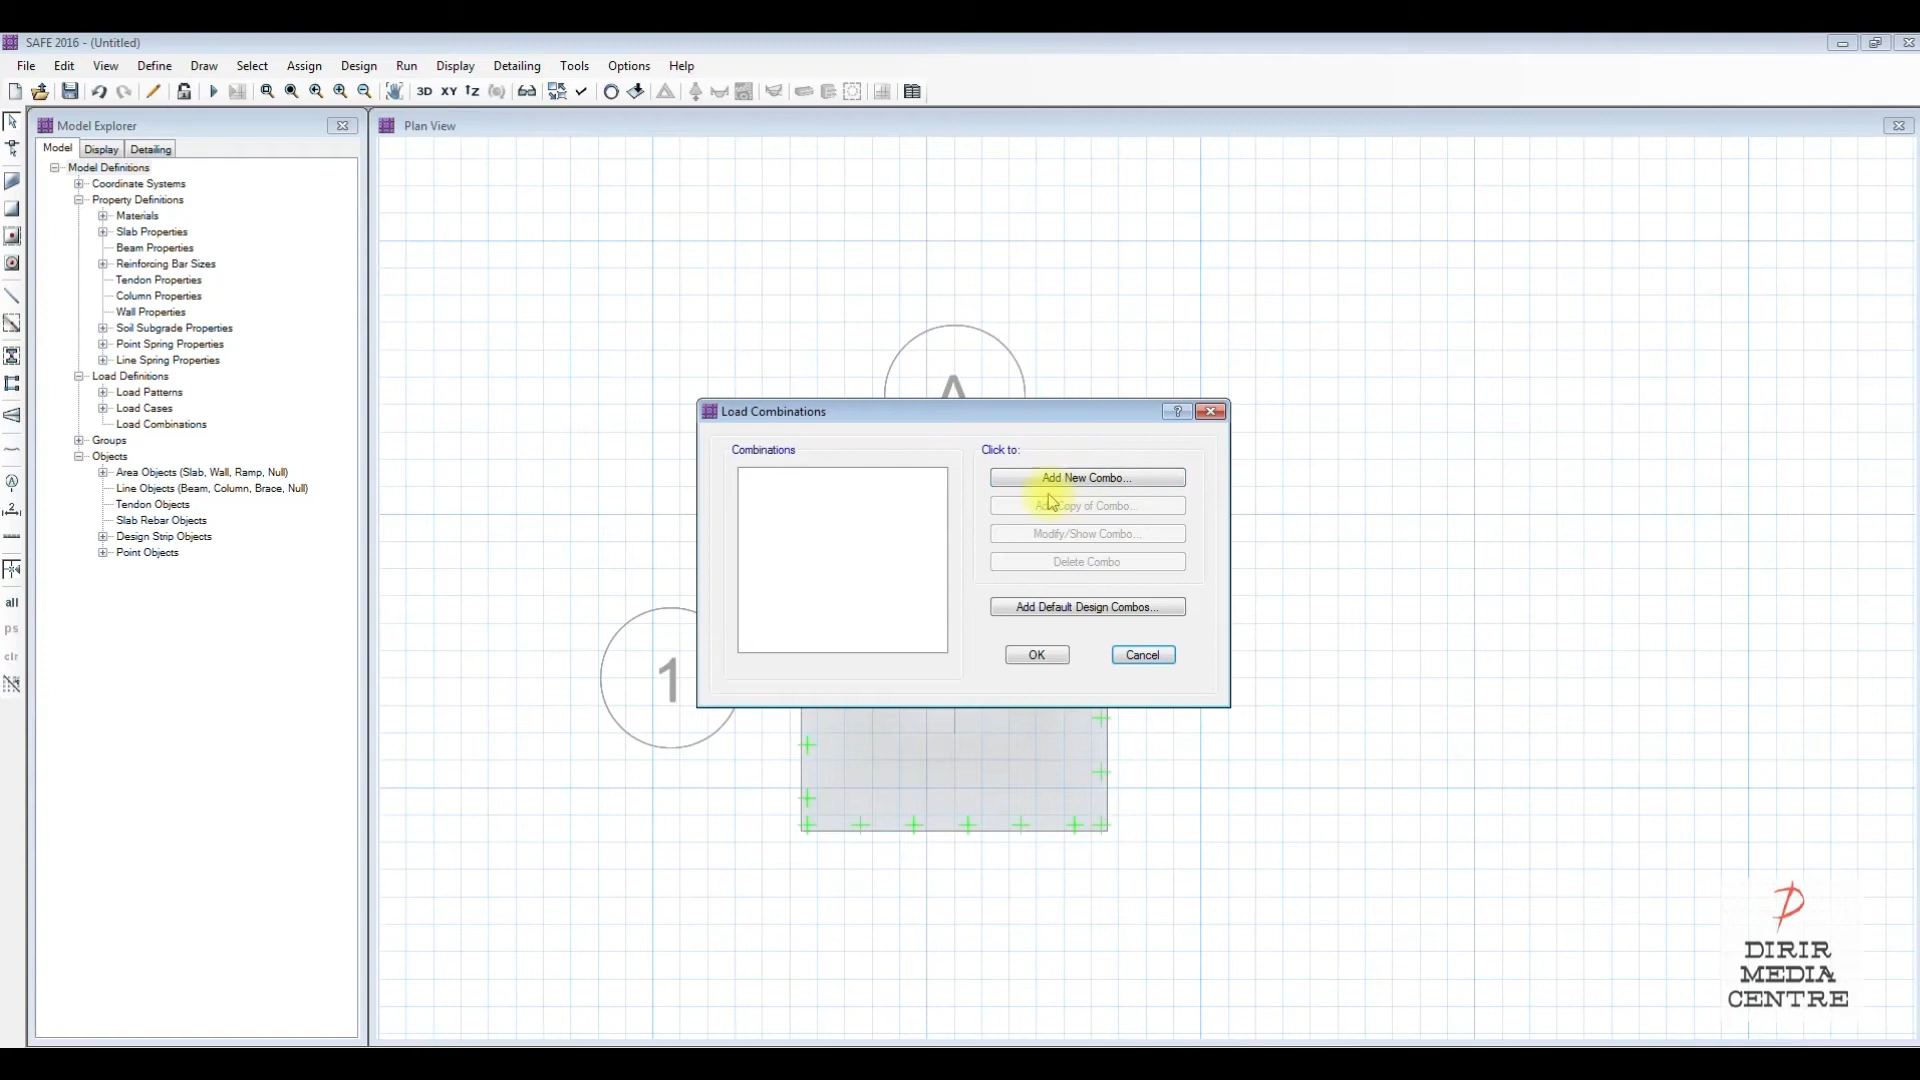 SAFE 2016 - (Untitled)
File Edit View Define Draw Select Assign Design Run Display Detailing Tools Options Help
3D XY
Model Explorer
Model Display Detailing
Model Definitions
Coordinate Systems
Property Definitions
Materials
Slab Properties
Beam Properties
Reinforcing Bar Sizes
Tendon Properties
Column Properties
Wall Properties
Soil Subgrade Properties
Point Spring Properties
Line Spring Properties
Load Definitions
Load Patterns
Load Cases
Load Combinations
Groups
Objects
Area Objects (Slab, Wall, Ramp, Null)
Line Objects (Beam, Column, Brace, Null)
Tendon Objects
Slab Rebar Objects
Design Strip Objects
Point Objects
all
ps
clr
Plan View
1
Load Combinations
Combinations
Click to:
Add New Combo...
Add Copy of Combo...
Modify/Show Combo...
Delete Combo
Add Default Design Combos...
OK Cancel
DIRIR
MEDIA
CENTRE